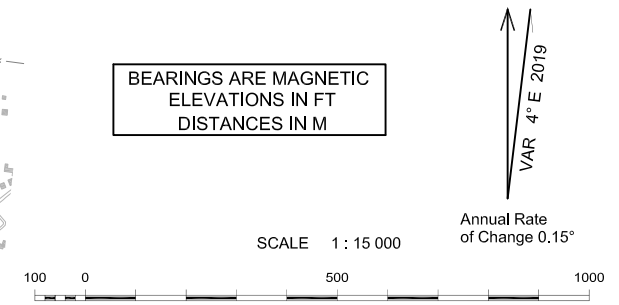 BEARINGS ARE MAGNETIC
ELEVATIONS IN FT
DISTANCES IN M
VAR 4° E 2019
Annual Rate
of Change 0.15°
SCALE 1 : 15 000
100 0 500 1000